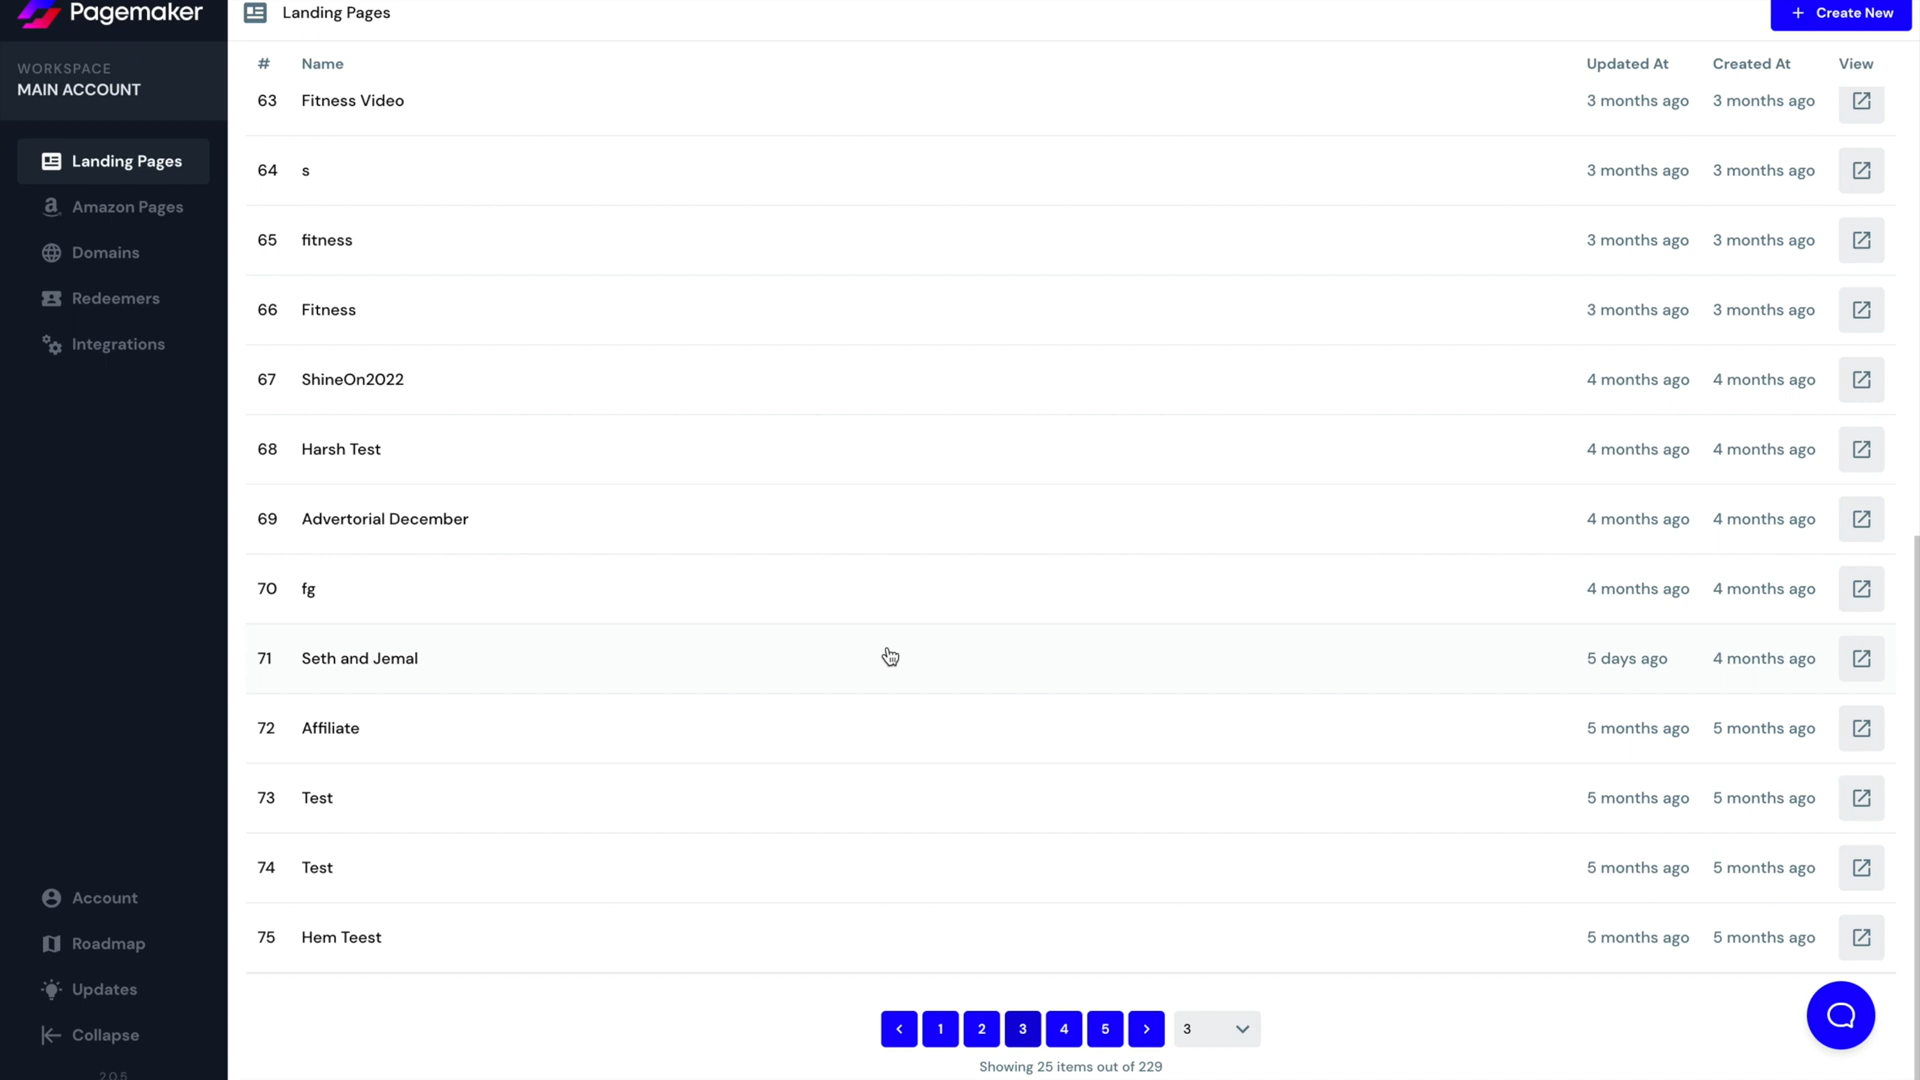 Pagemaker
WORKSPACE
MAIN ACCOUNT
Landing Pages
Amazon Pages
Domains
Redeemers
Integrations
Account
Roadmap
Updates
Collapse
Landing Pages
+ Create New
# Name Updated At Created At View
63 Fitness Video 3 months ago 3 months ago
64 s 3 months ago 3 months ago
65 fitness 3 months ago 3 months ago
66 Fitness 3 months ago 3 months ago
67 ShineOn2022 4 months ago 4 months ago
68 Harsh Test 4 months ago 4 months ago
69 Advertorial December 4 months ago 4 months ago
70 fg 4 months ago 4 months ago
71 Seth and Jemal 5 days ago 4 months ago
72 Affiliate 5 months ago 5 months ago
73 Test 5 months ago 5 months ago
74 Test 5 months ago 5 months ago
75 Hem Teest 5 months ago 5 months ago
< 1 2 3 4 5 > 3
Showing 25 items out of 229